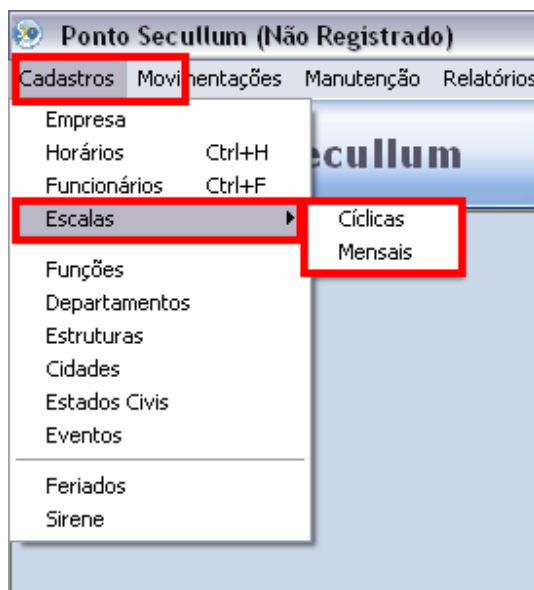 Ponto Secullum (Não Registrado)
Cadastros Movimentações Manutenção Relatórios
Empresa
Horários Ctrl+H
Funcionários Ctrl+F
Escalas
Cíclicas
Mensais
Funções
Departamentos
Estruturas
Cidades
Estados Civis
Eventos
Feriados
Sirene
ecullum